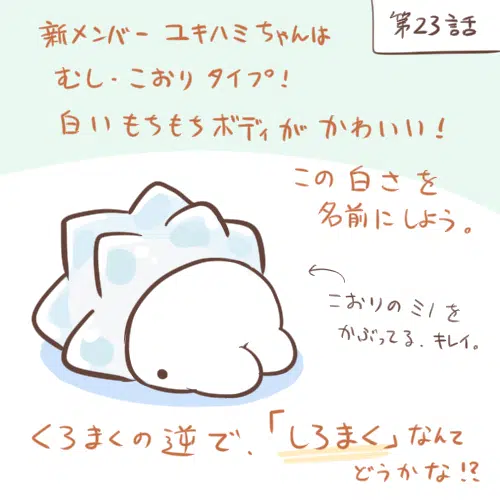 第23話
新メンバー ユキハミちゃんは
むし・こおり タイプ!
白い もちもち ボディが かわいい!
この 白さを
名前に しよう。
こおりの ミノを
かぶってる。キレイ。
くろまくの 逆で、「しろまく」なんて
どうかな!?